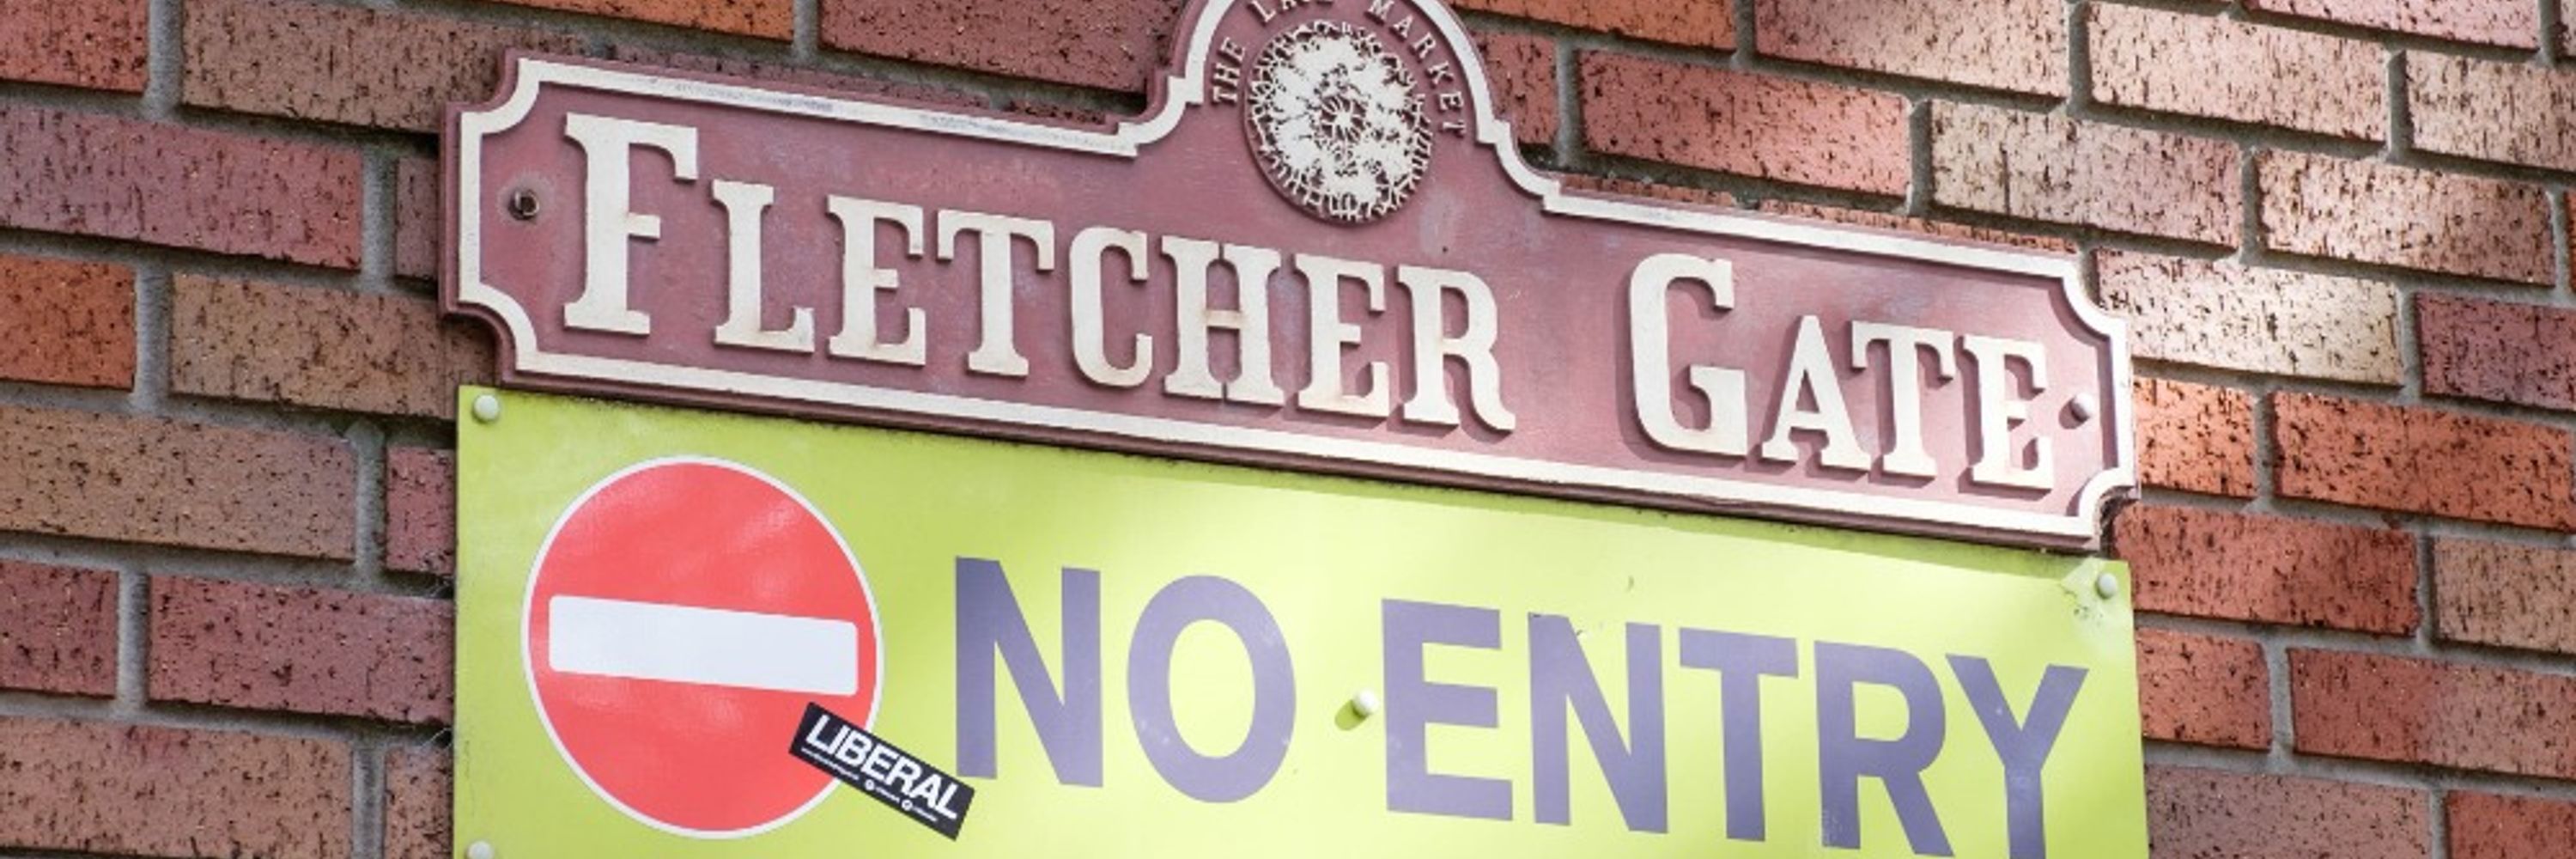 THE LACE MARKET
FLETCHER GATE
NO ENTRY
LIBERAL